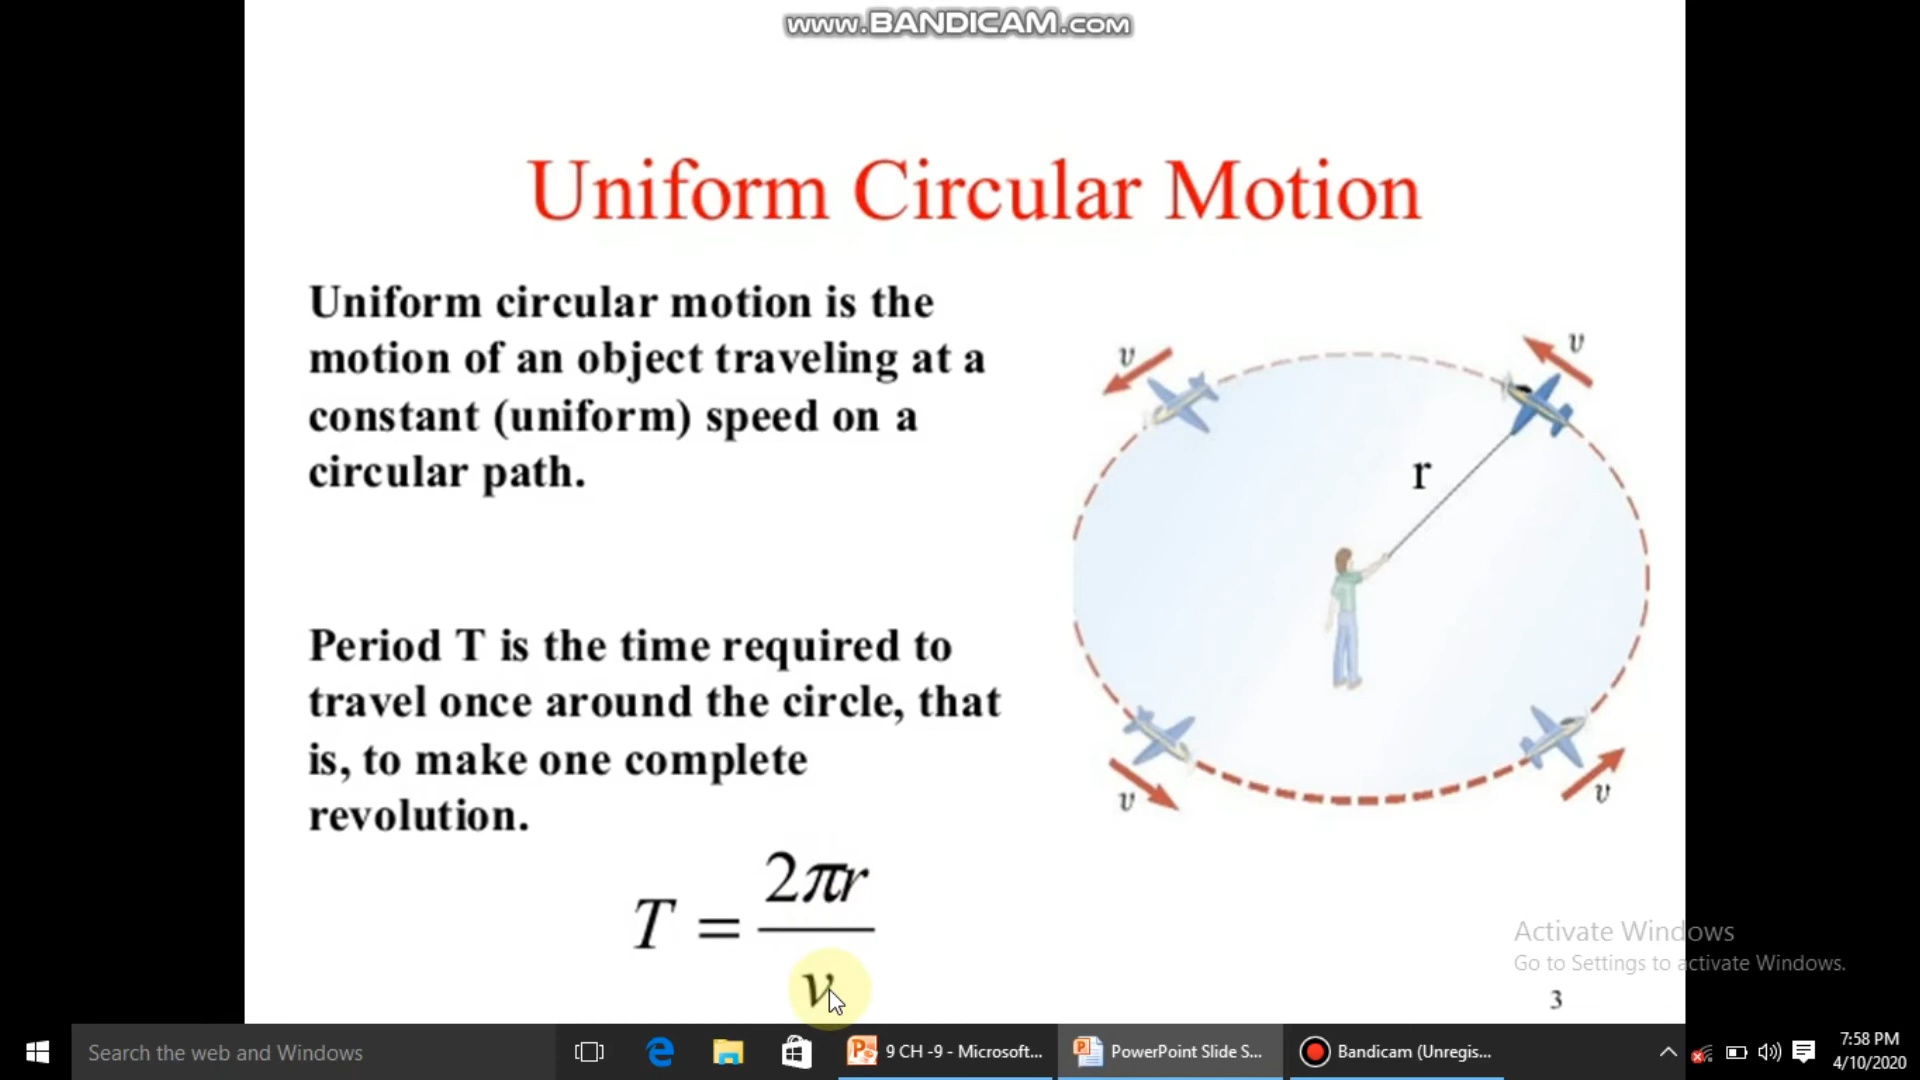 www.BANDICAM.com
Uniform Circular Motion
Uniform circular motion is the
motion of an object traveling at a
constant (uniform) speed on a
circular path.
Period T is the time required to
travel once around the circle, that
is, to make one complete
revolution.
T = 2πr / v
v
v
r
v
v
Activate Windows
Go to Settings to activate Windows.
3
Search the web and Windows
9 CH -9 - Microsoft...
PowerPoint Slide S...
Bandicam (Unregis...
7:58 PM
4/10/2020